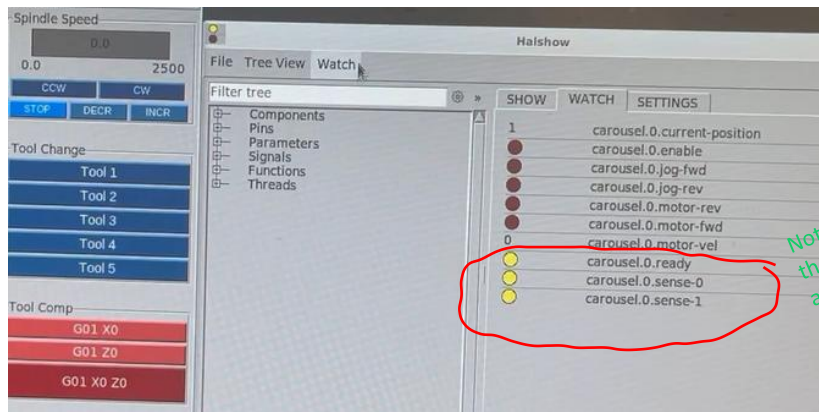 Spindle Speed
0.0
0.0 2500
CCW CW
STOP DECR INCR
Tool Change
Tool 1
Tool 2
Tool 3
Tool 4
Tool 5
Tool Comp
G01 X0
G01 Z0
G01 X0 Z0
Halshow
File Tree View Watch
Filter tree »
Components
Pins
Parameters
Signals
Functions
Threads
SHOW WATCH SETTINGS
1 carousel.0.current-position
carousel.0.enable
carousel.0.jog-fwd
carousel.0.jog-rev
carousel.0.motor-rev
carousel.0.motor-fwd
0 carousel.0.motor-vel
carousel.0.ready
carousel.0.sense-0
carousel.0.sense-1
Not
th
a